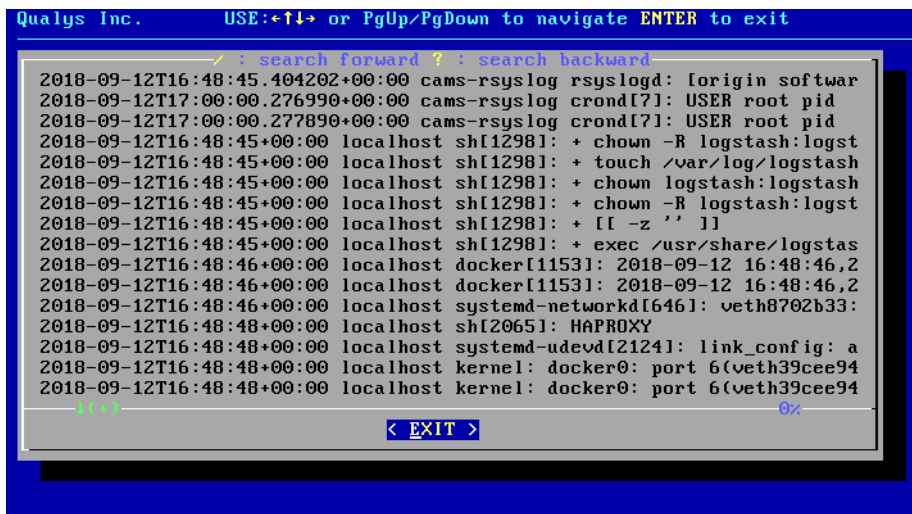 Qualys Inc. USE:←↑↓→ or PgUp/PgDown to navigate ENTER to exit
/ : search forward ? : search backward
2018-09-12T16:48:45.404202+00:00 cams-rsyslog rsyslogd: [origin softwar
2018-09-12T17:00:00.276990+00:00 cams-rsyslog crond[7]: USER root pid
2018-09-12T17:00:00.277890+00:00 cams-rsyslog crond[7]: USER root pid
2018-09-12T16:48:45+00:00 localhost sh[1298]: + chown -R logstash:logst
2018-09-12T16:48:45+00:00 localhost sh[1298]: + touch /var/log/logstash
2018-09-12T16:48:45+00:00 localhost sh[1298]: + chown logstash:logstash
2018-09-12T16:48:45+00:00 localhost sh[1298]: + chown -R logstash:logst
2018-09-12T16:48:45+00:00 localhost sh[1298]: + [[ -z '' ]]
2018-09-12T16:48:45+00:00 localhost sh[1298]: + exec /usr/share/logstas
2018-09-12T16:48:46+00:00 localhost docker[1153]: 2018-09-12 16:48:46,2
2018-09-12T16:48:46+00:00 localhost docker[1153]: 2018-09-12 16:48:46,2
2018-09-12T16:48:46+00:00 localhost systemd-networkd[646]: veth8702b33:
2018-09-12T16:48:48+00:00 localhost sh[2065]: HAPROXY
2018-09-12T16:48:48+00:00 localhost systemd-udevd[2124]: link_config: a
2018-09-12T16:48:48+00:00 localhost kernel: docker0: port 6(veth39cee94
2018-09-12T16:48:48+00:00 localhost kernel: docker0: port 6(veth39cee94
↓(+) 0%
< EXIT >